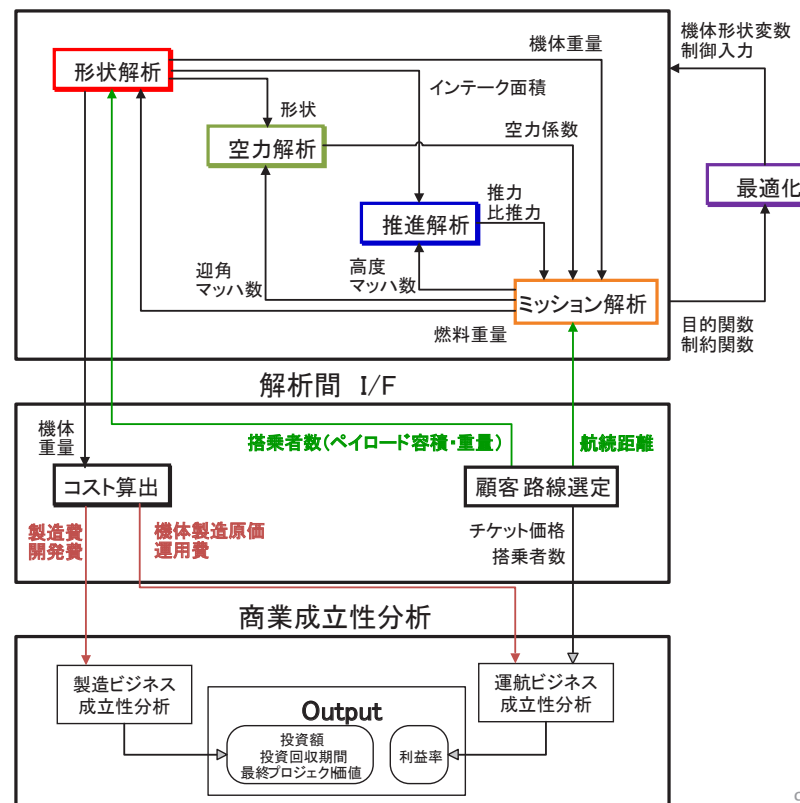 機体重量
機体形状変数
制御入力
形状解析
インテーク面積
形状
空力解析
空力係数
最適化
推力
比推力
推進解析
迎角
マッハ数
高度
マッハ数
ミッション解析
燃料重量
目的関数
制約関数
解析間 I/F
機体
重量
搭乗者数(ペイロード容積・重量)
航続距離
コスト算出
顧客 路線選定
製造費
開発費
機体製造原価
運用費
チケット価格
搭乗者数
商業成立性分析
製造ビジネス
成立性分析
運航ビジネス
成立性分析
Output
投資額
投資回収期間
最終プロジェクト価値
利益率